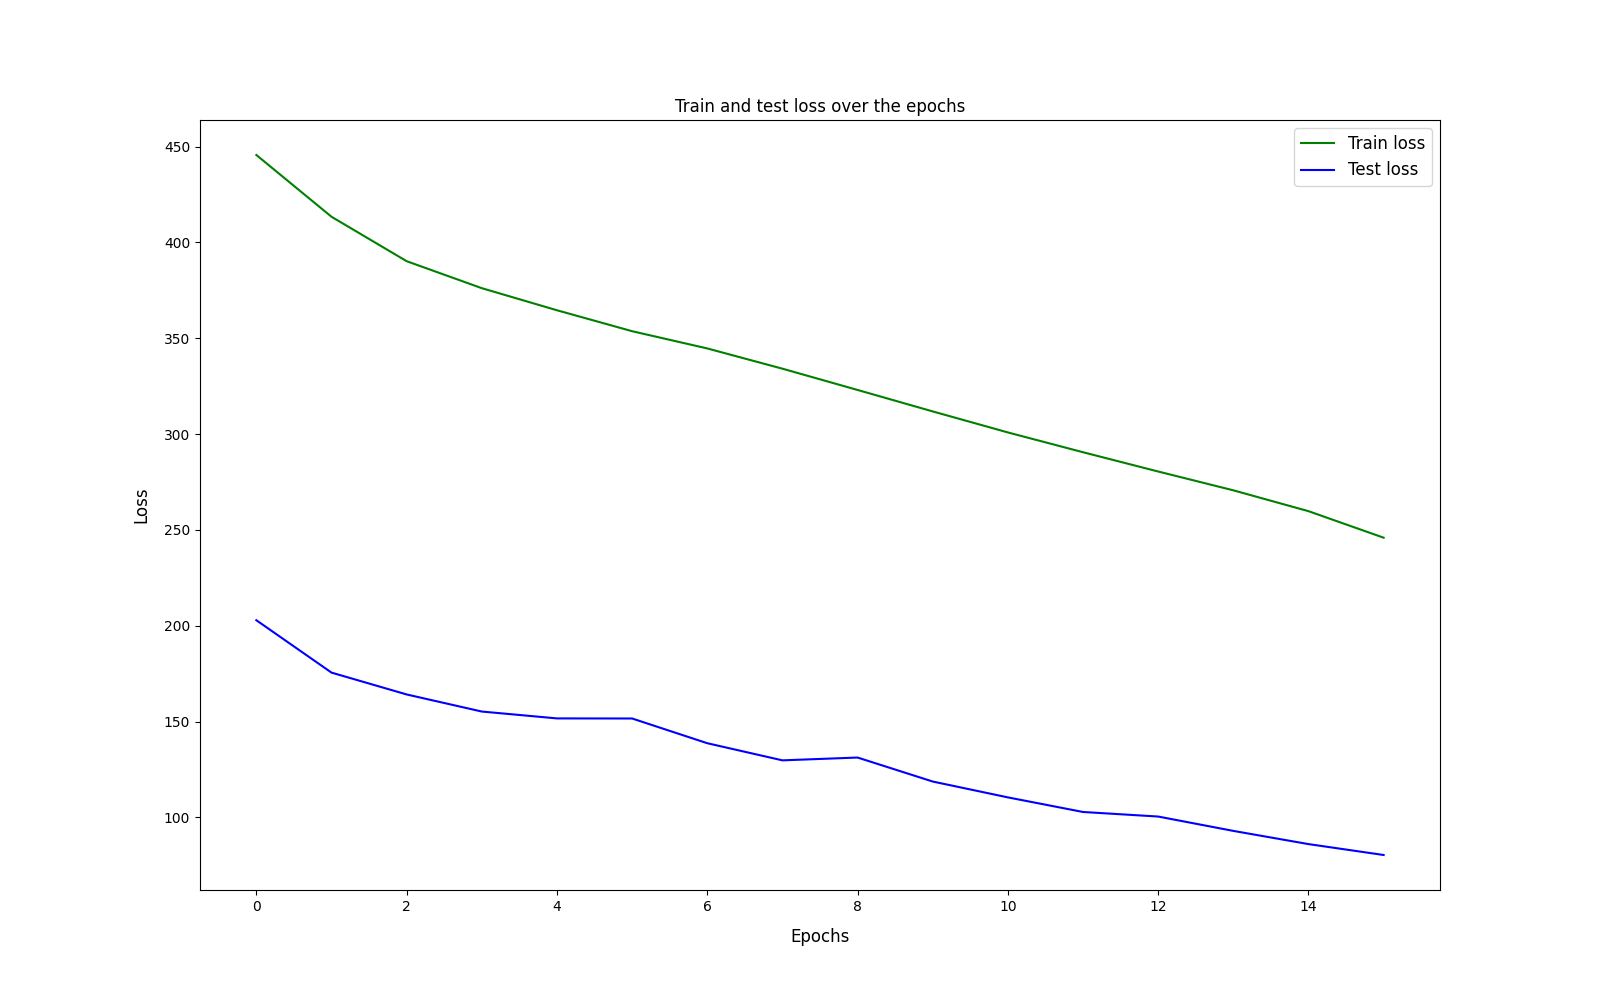 Train and test loss over the epochs
Train loss
Test loss
450
400
350
300
250
200
150
100
Loss
0 2 4 6 8 10 12 14
Epochs